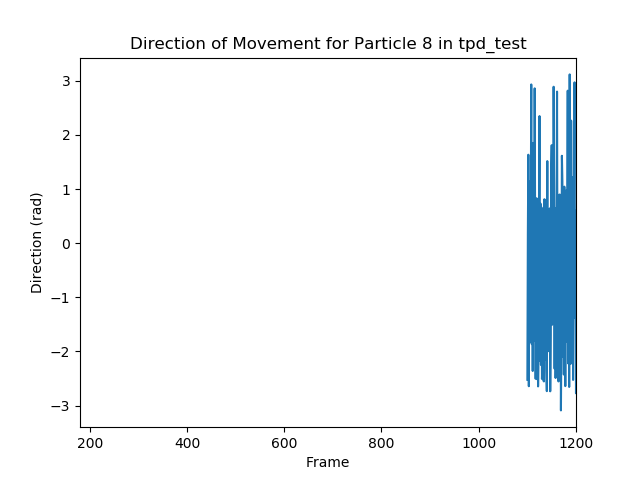 Direction of Movement for Particle 8 in tpd_test
3
2
1
0
−1
−2
−3
Direction (rad)
200 400 600 800 1000 1200
Frame